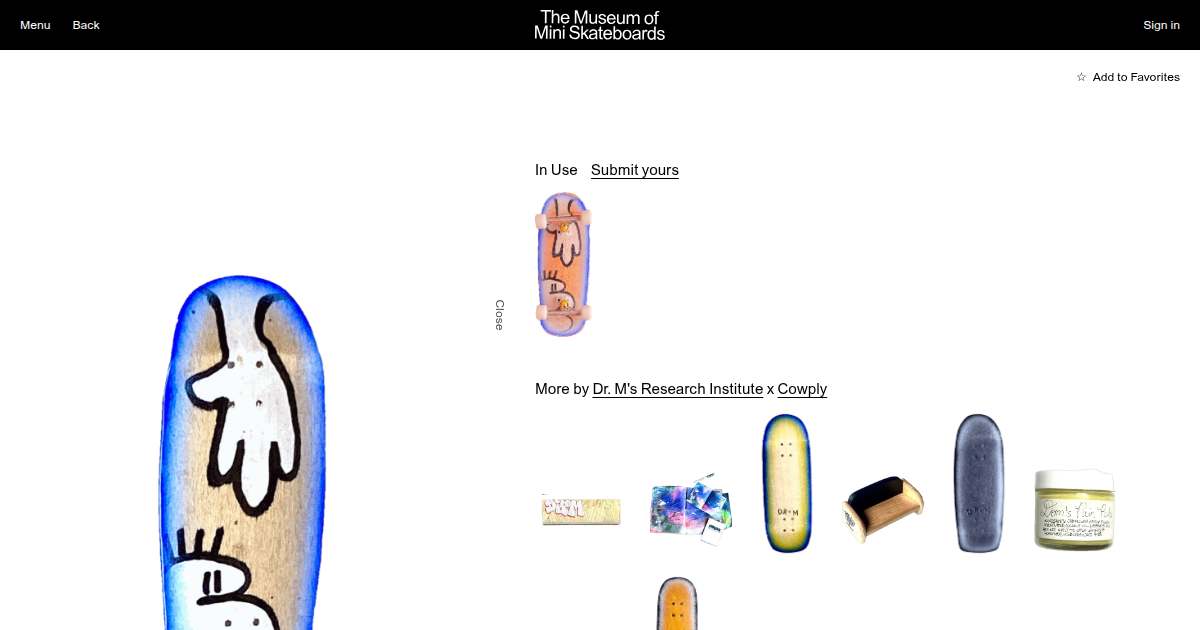 Menu
Back
The Museum of
Mini Skateboards
Sign in
☆ Add to Favorites
In Use
Submit yours
Close
More by Dr. M's Research Institute x Cowply
DR M